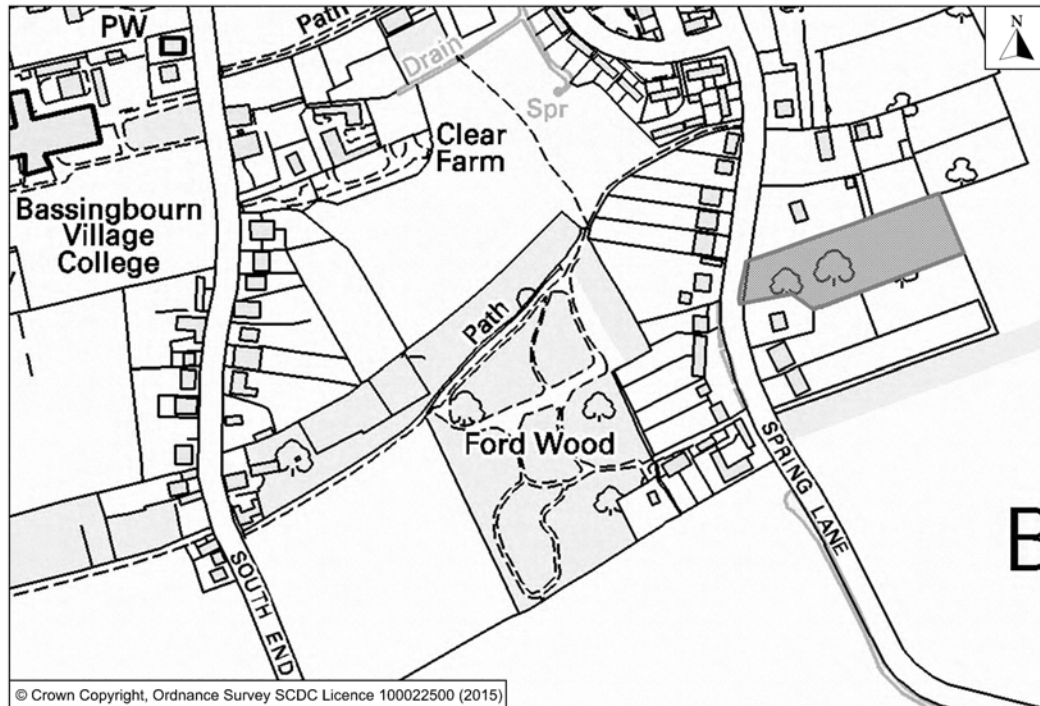 PW
Path
Drain
Spr
N
Clear
Farm
Bassingbourn
Village
College
Path
Ford Wood
SPRING LANE
SOUTH END
B
© Crown Copyright, Ordnance Survey SCDC Licence 100022500 (2015)